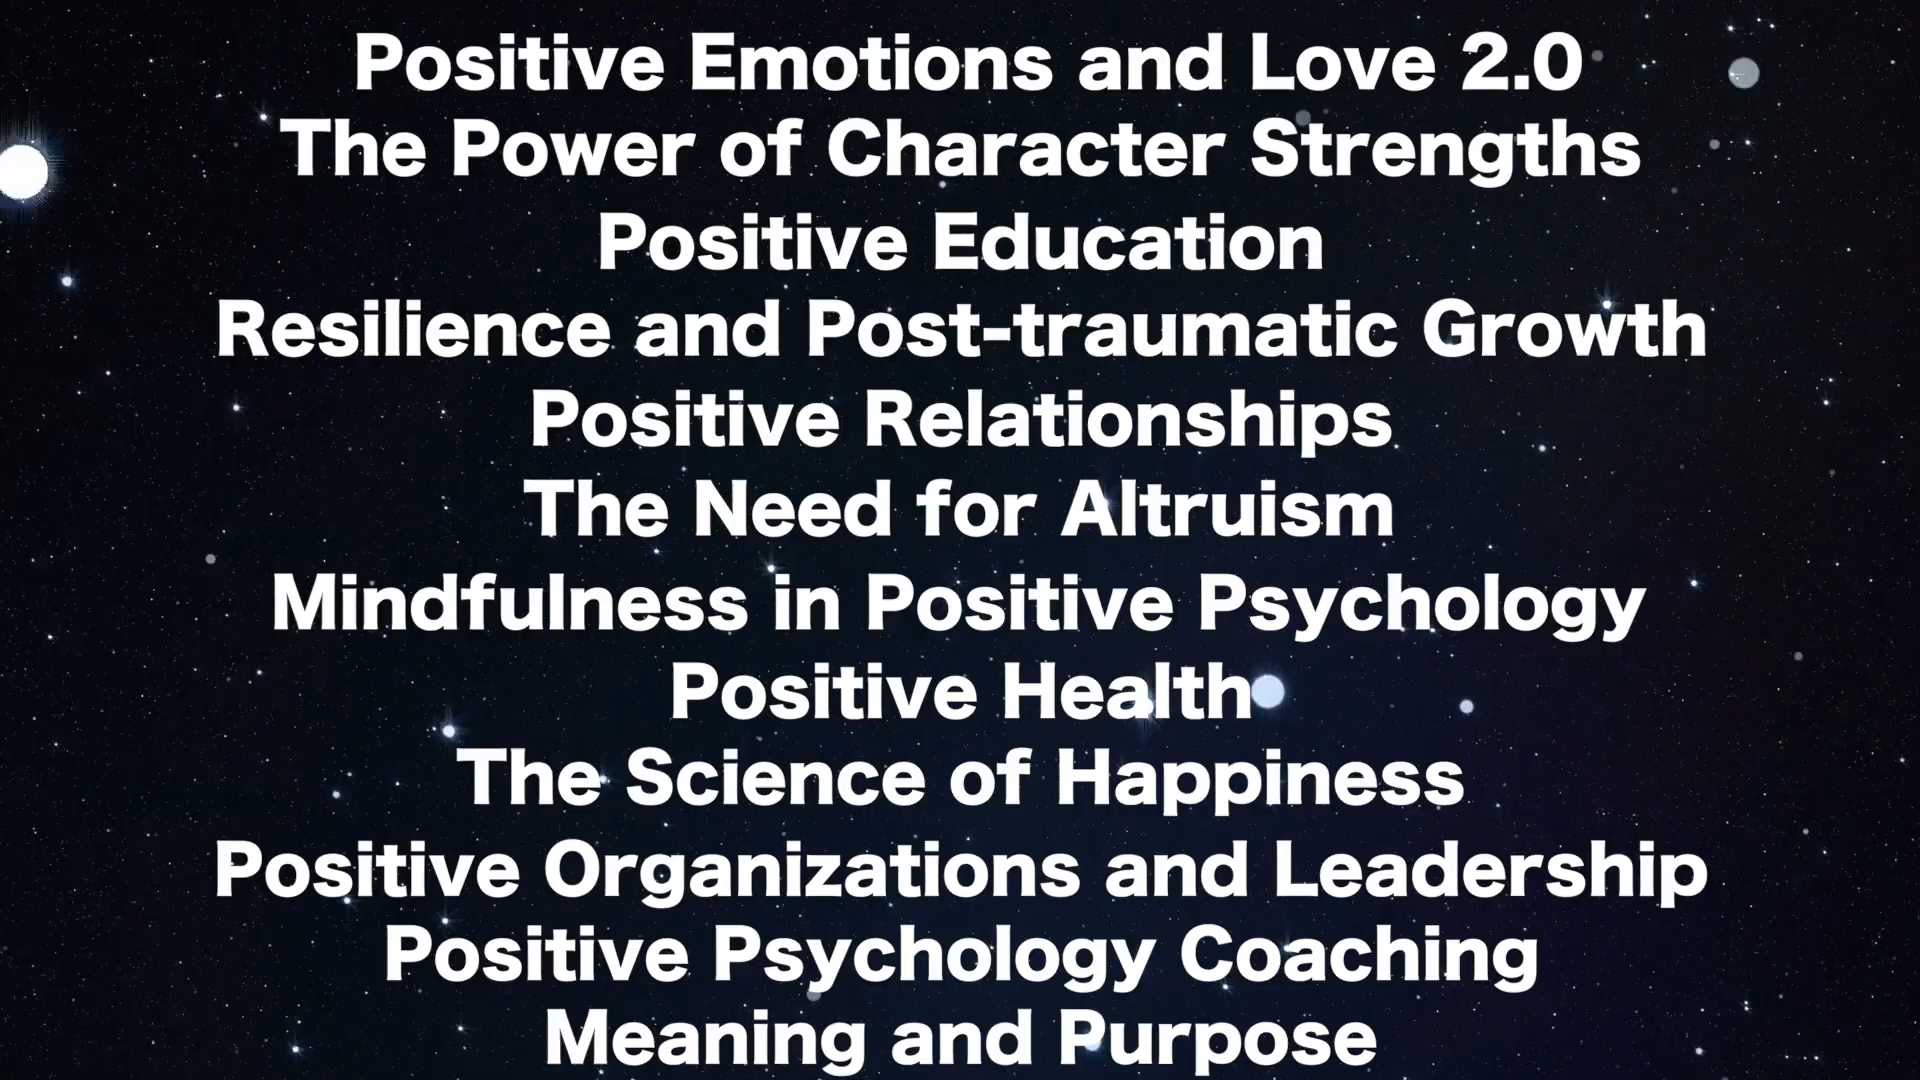 Positive Emotions and Love 2.0
The Power of Character Strengths
Positive Education
Resilience and Post-traumatic Growth
Positive Relationships
The Need for Altruism
Mindfulness in Positive Psychology
Positive Health
The Science of Happiness
Positive Organizations and Leadership
Positive Psychology Coaching
Meaning and Purpose